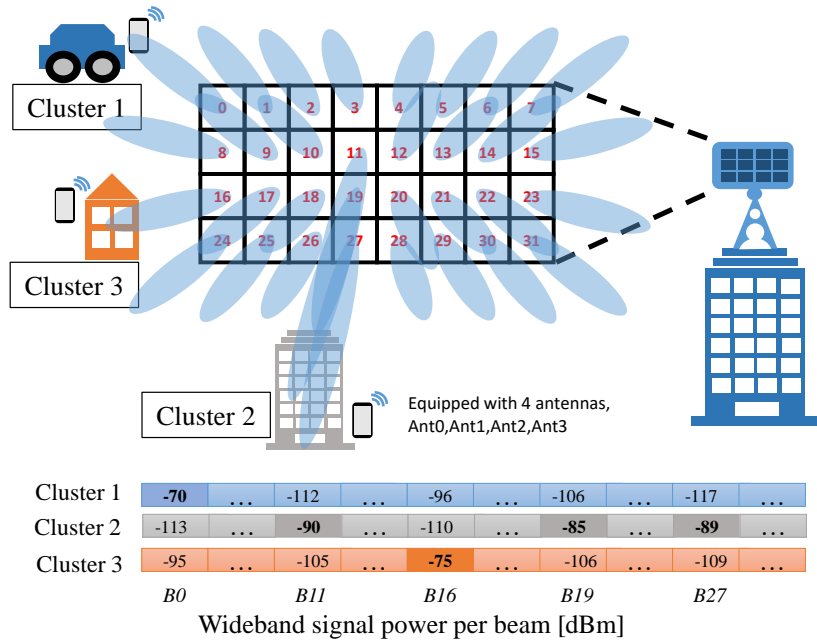 Cluster 1
0 1 2 3 4 5 6 7
8 9 10 11 12 13 14 15
16 17 18 19 20 21 22 23
24 25 26 27 28 29 30 31
Cluster 3
Cluster 2
Equipped with 4 antennas,
Ant0,Ant1,Ant2,Ant3
Cluster 1 -70 ... -112 ... -96 ... -106 ... -117 ...
Cluster 2 -113 ... -90 ... -110 ... -85 ... -89 ...
Cluster 3 -95 ... -105 ... -75 ... -106 ... -109 ...
B0 B11 B16 B19 B27
Wideband signal power per beam [dBm]